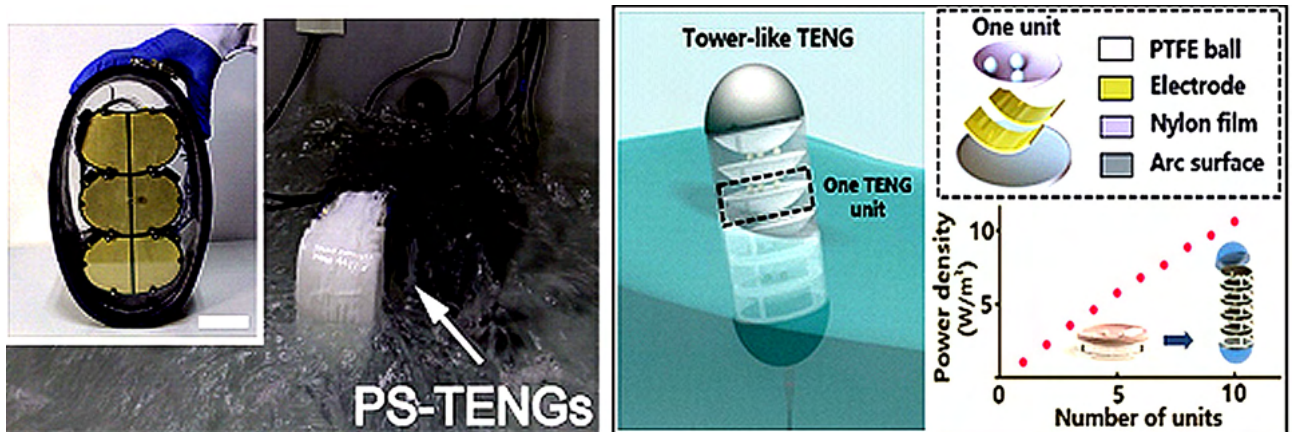 PS-TENGs
Tower-like TENG
One TENG
unit
One unit
PTFE ball
Electrode
Nylon film
Arc surface
Power density
(W/m³)
10
5
0
5
10
Number of units